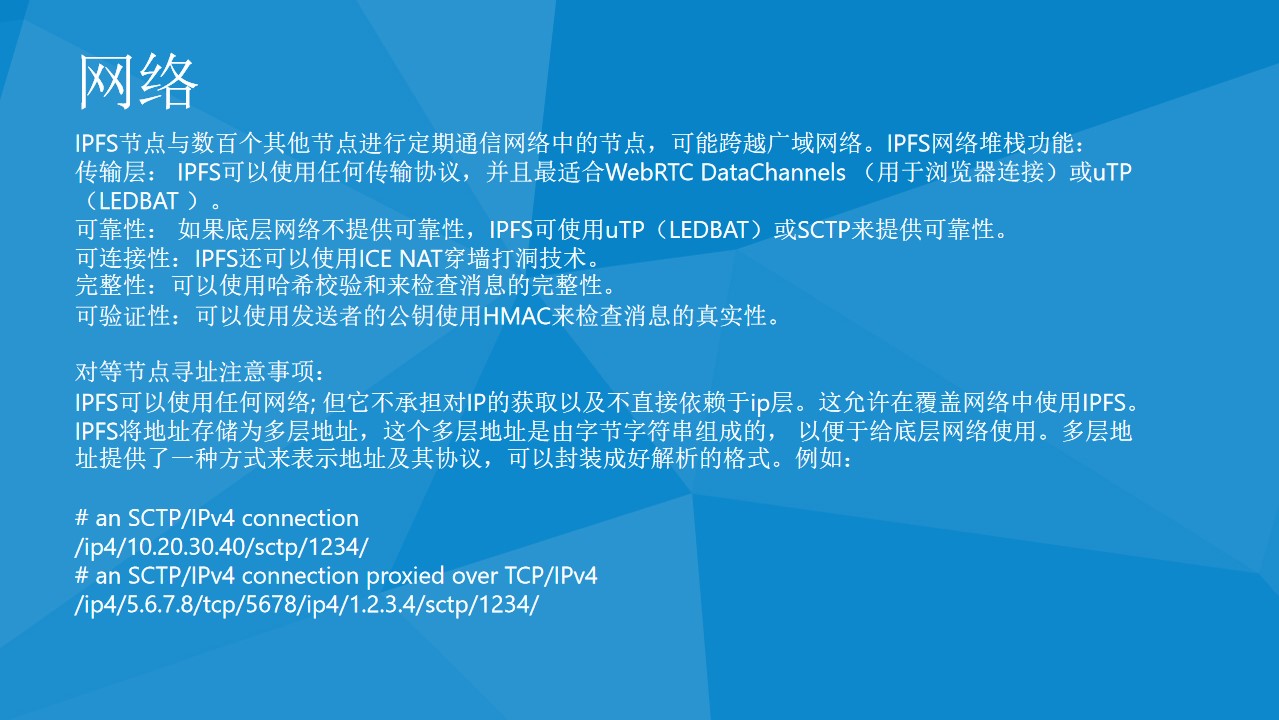 网络
IPFS节点与数百个其他节点进行定期通信网络中的节点，可能跨越广域网络。IPFS网络堆栈功能：
传输层： IPFS可以使用任何传输协议，并且最适合WebRTC DataChannels （用于浏览器连接）或uTP
（LEDBAT ）。
可靠性： 如果底层网络不提供可靠性，IPFS可使用uTP（LEDBAT）或SCTP来提供可靠性。
可连接性：IPFS还可以使用ICE NAT穿墙打洞技术。
完整性：可以使用哈希校验和来检查消息的完整性。
可验证性：可以使用发送者的公钥使用HMAC来检查消息的真实性。
对等节点寻址注意事项：
IPFS可以使用任何网络; 但它不承担对IP的获取以及不直接依赖于ip层。这允许在覆盖网络中使用IPFS。
IPFS将地址存储为多层地址，这个多层地址是由字节字符串组成的， 以便于给底层网络使用。多层地
址提供了一种方式来表示地址及其协议，可以封装成好解析的格式。例如：
# an SCTP/IPv4 connection
/ip4/10.20.30.40/sctp/1234/
# an SCTP/IPv4 connection proxied over TCP/IPv4
/ip4/5.6.7.8/tcp/5678/ip4/1.2.3.4/sctp/1234/